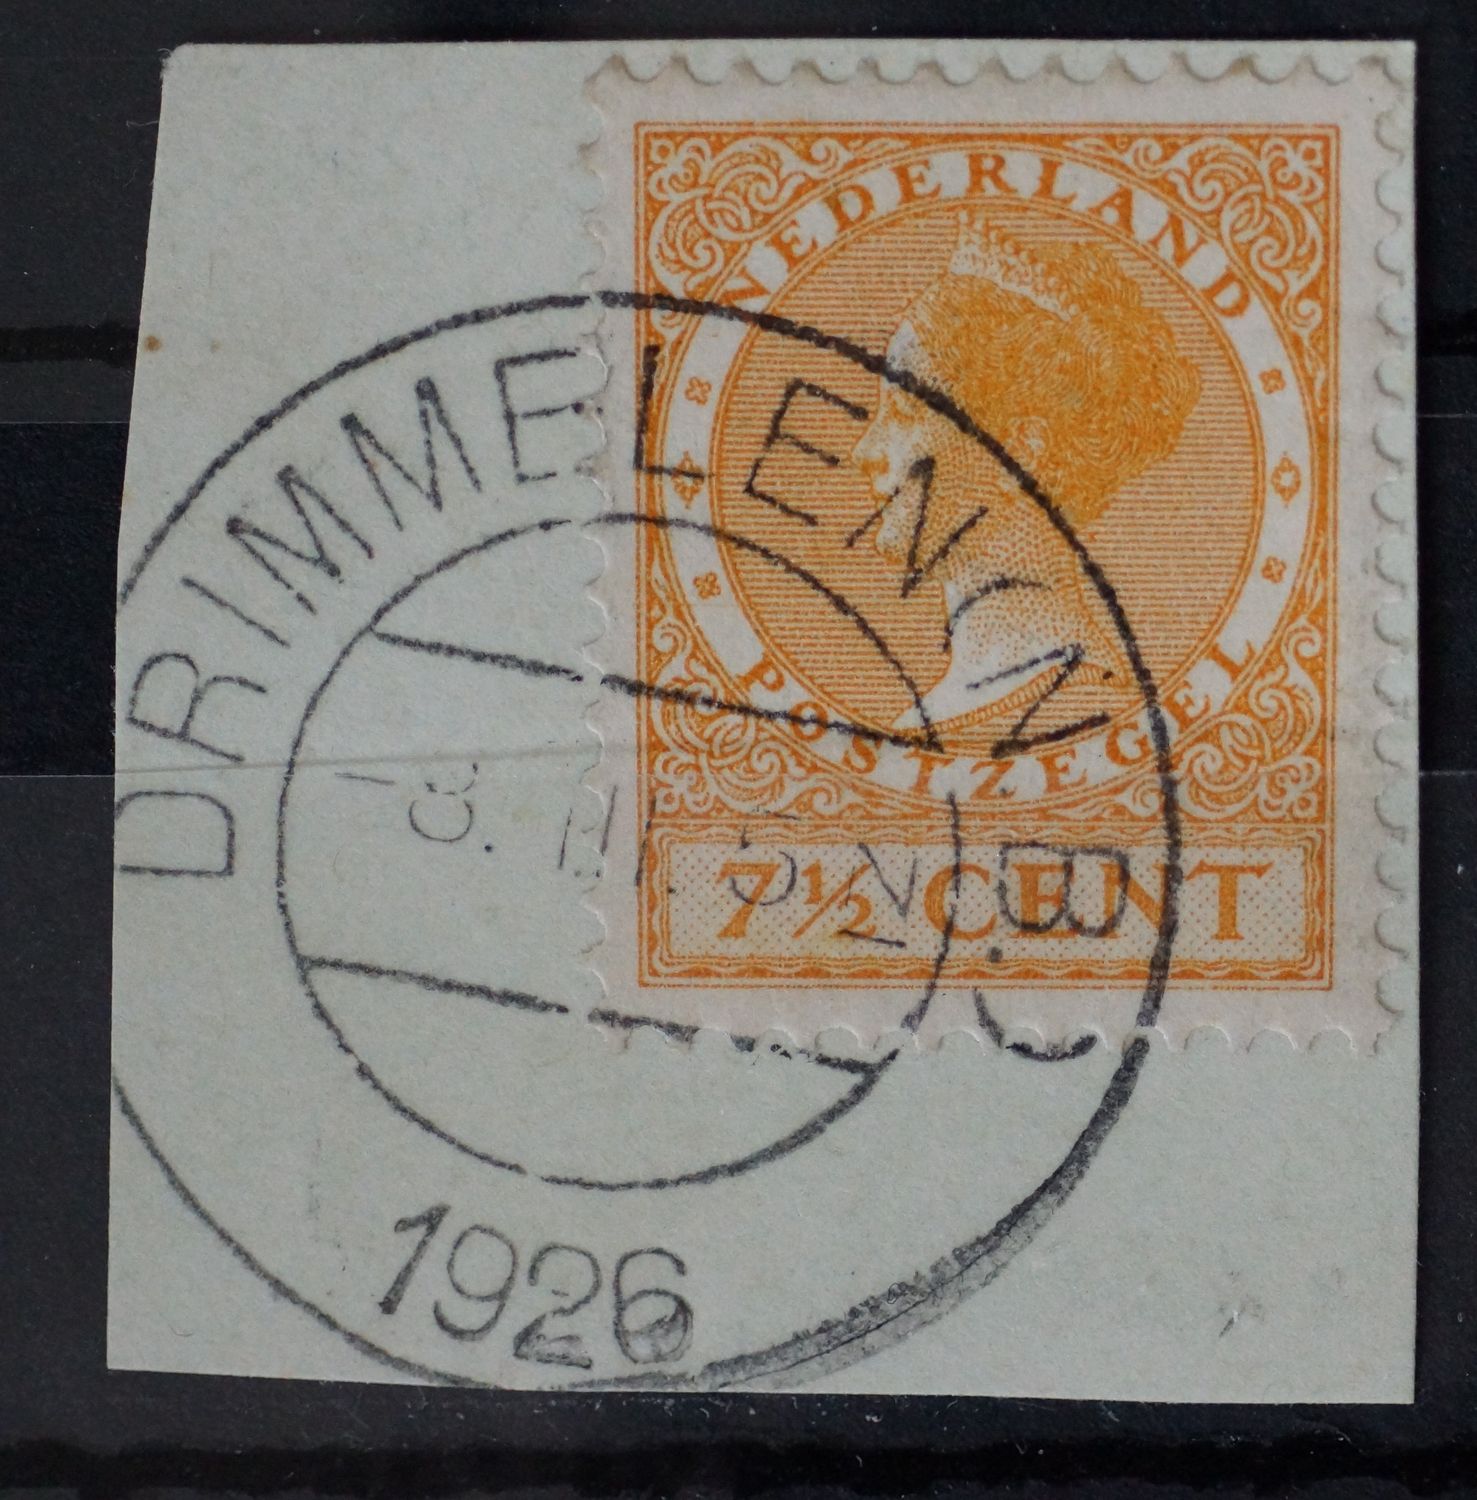 NEDERLAND
POSTZEGEL
7½ CENT
DRIMMELEN (N.B.)
1926